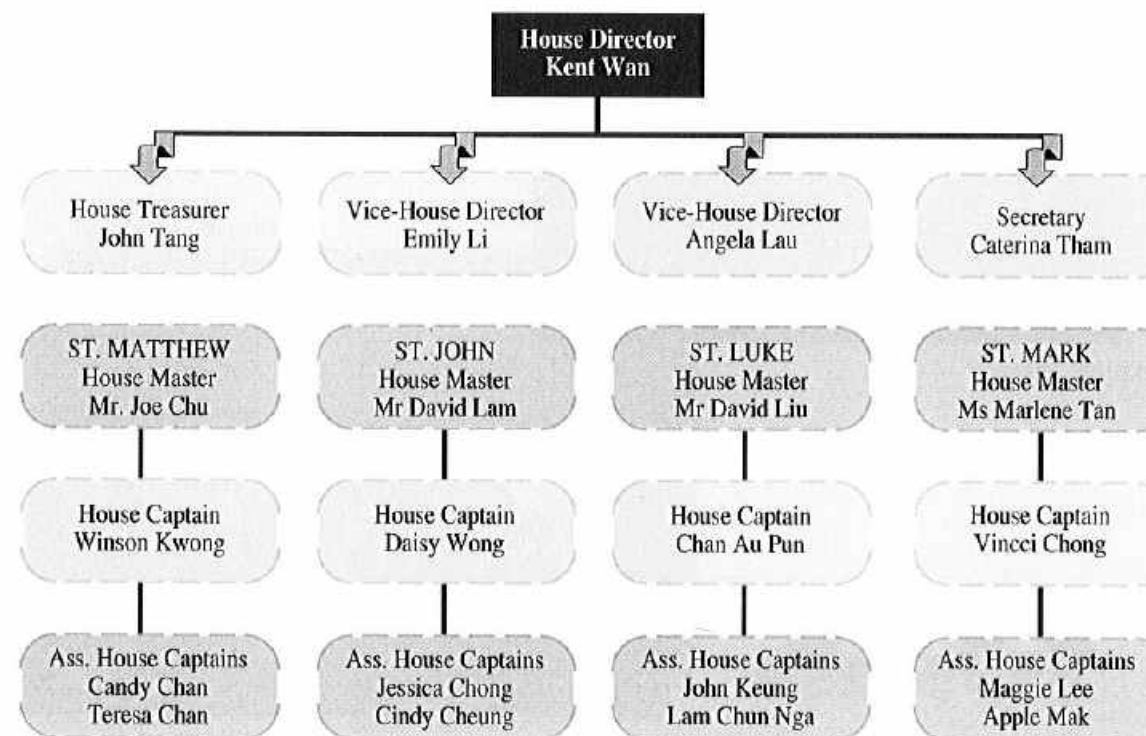 House Director
Kent Wan
House Treasurer
John Tang
Vice-House Director
Emily Li
Vice-House Director
Angela Lau
Secretary
Caterina Tham
ST. MATTHEW
House Master
Mr. Joe Chu
ST. JOHN
House Master
Mr David Lam
ST. LUKE
House Master
Mr David Liu
ST. MARK
House Master
Ms Marlene Tan
House Captain
Winson Kwong
House Captain
Daisy Wong
House Captain
Chan Au Pun
House Captain
Vincci Chong
Ass. House Captains
Candy Chan
Teresa Chan
Ass. House Captains
Jessica Chong
Cindy Cheung
Ass. House Captains
John Keung
Lam Chun Nga
Ass. House Captains
Maggie Lee
Apple Mak